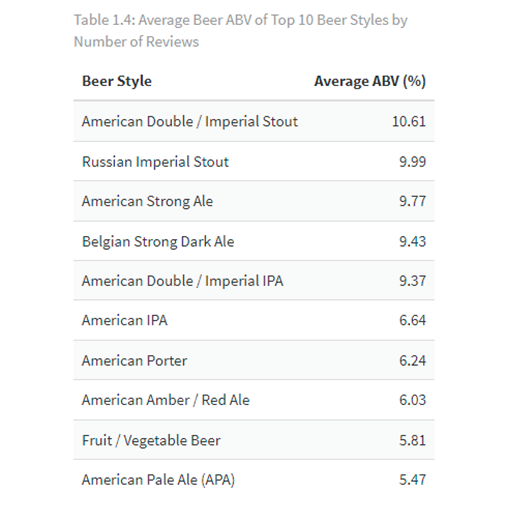 Table 1.4: Average Beer ABV of Top 10 Beer Styles by
Number of Reviews
Beer Style Average ABV (%)
American Double / Imperial Stout 10.61
Russian Imperial Stout 9.99
American Strong Ale 9.77
Belgian Strong Dark Ale 9.43
American Double / Imperial IPA 9.37
American IPA 6.64
American Porter 6.24
American Amber / Red Ale 6.03
Fruit / Vegetable Beer 5.81
American Pale Ale (APA) 5.47